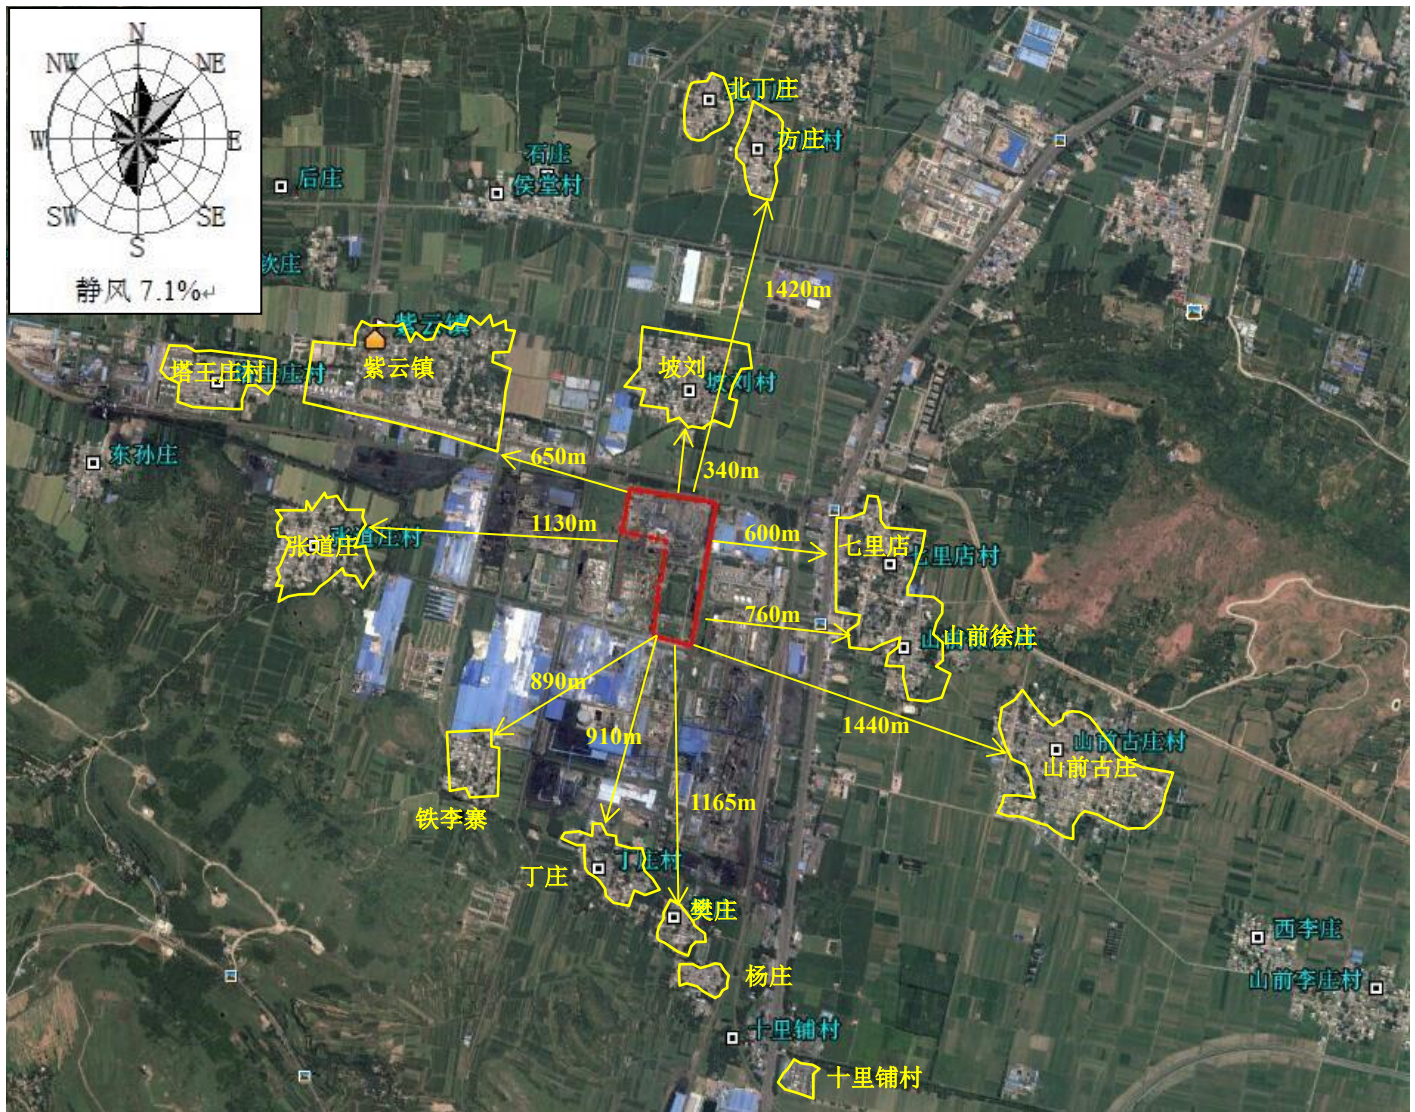 N
NW
NE
W
E
SW
SE
S
静风 7.1%↵
北丁庄
方庄
石庄
侯堂村
后庄
钦庄
1420m
紫云镇
塔王庄村
紫云镇
坡刘
坡刘村
东孙庄
650m
340m
张道庄
张道庄村
1130m
600m
七里店
七里店村
760m
山前徐庄
890m
910m
1440m
山前古庄村
山前古庄
1165m
铁李寨
丁庄
丁庄村
樊庄
西李庄
杨庄
山前李庄村
十里铺村
十里铺村